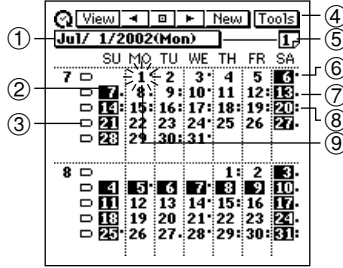 View New Tools ④
① Jul/ 1/2002(Mon) 1 ⑤
SU MO TU WE TH FR SA
7 1 2 3 4 5 6 ⑥
② 7 8 9 10 11 12 13 ⑦
14 15 16 17 18 19 20 ⑧
③ 21 22 23 24 25 26 27
28 29 30 31 ⑨
8 1 2 3
4 5 6 7 8 9 10
11 12 13 14 15 16 17
18 19 20 21 22 23 24
25 26 27 28 29 30 31